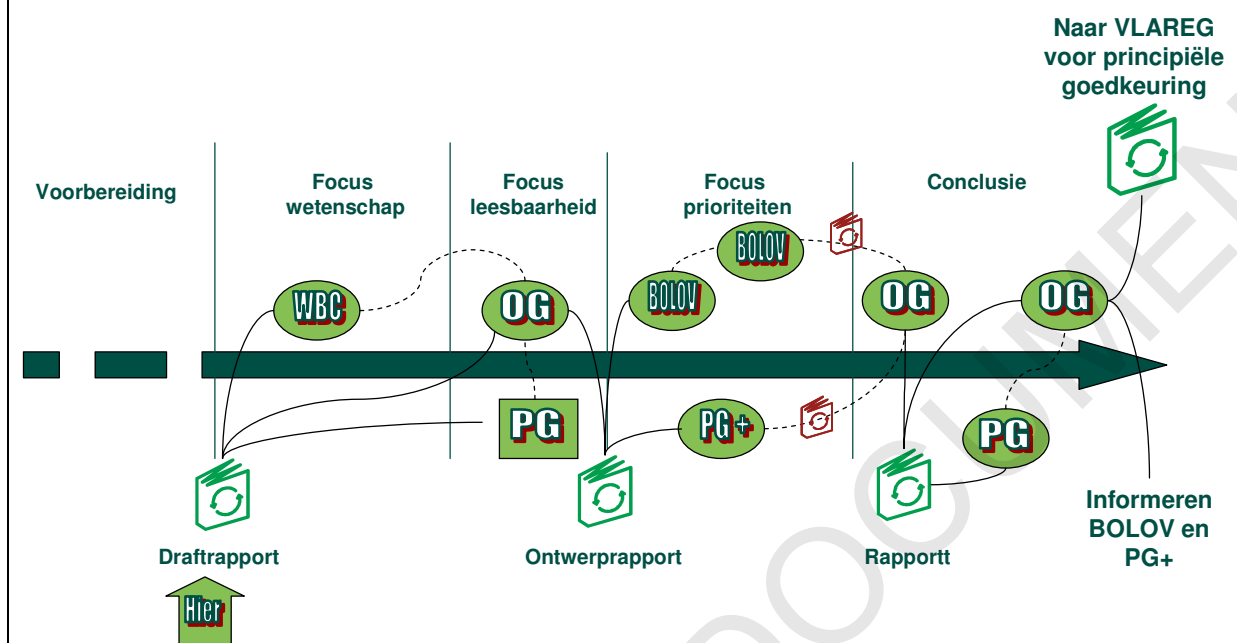 Naar VLAREG
voor principiële
goedkeuring
Voorbereiding
Focus
wetenschap
Focus
leesbaarheid
Focus
prioriteiten
Conclusie
WBC
OG
BOLOV
BOLOV
OG
OG
PG
PG+
PG
Draftrapport
Ontwerprapport
Rapportt
Informeren
BOLOV en
PG+
Hier
DOCUMEN